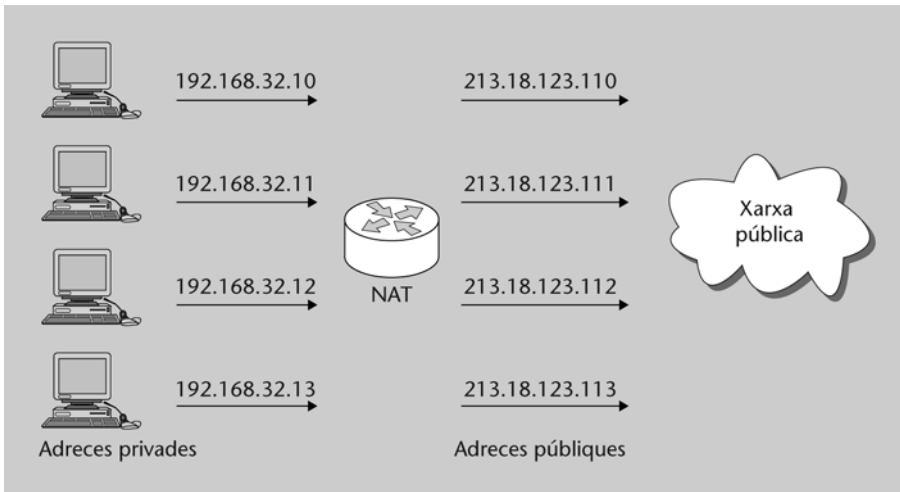 192.168.32.10
213.18.123.110
192.168.32.11
213.18.123.111
Xarxa
pública
192.168.32.12
NAT
213.18.123.112
192.168.32.13
213.18.123.113
Adreces privades
Adreces públiques